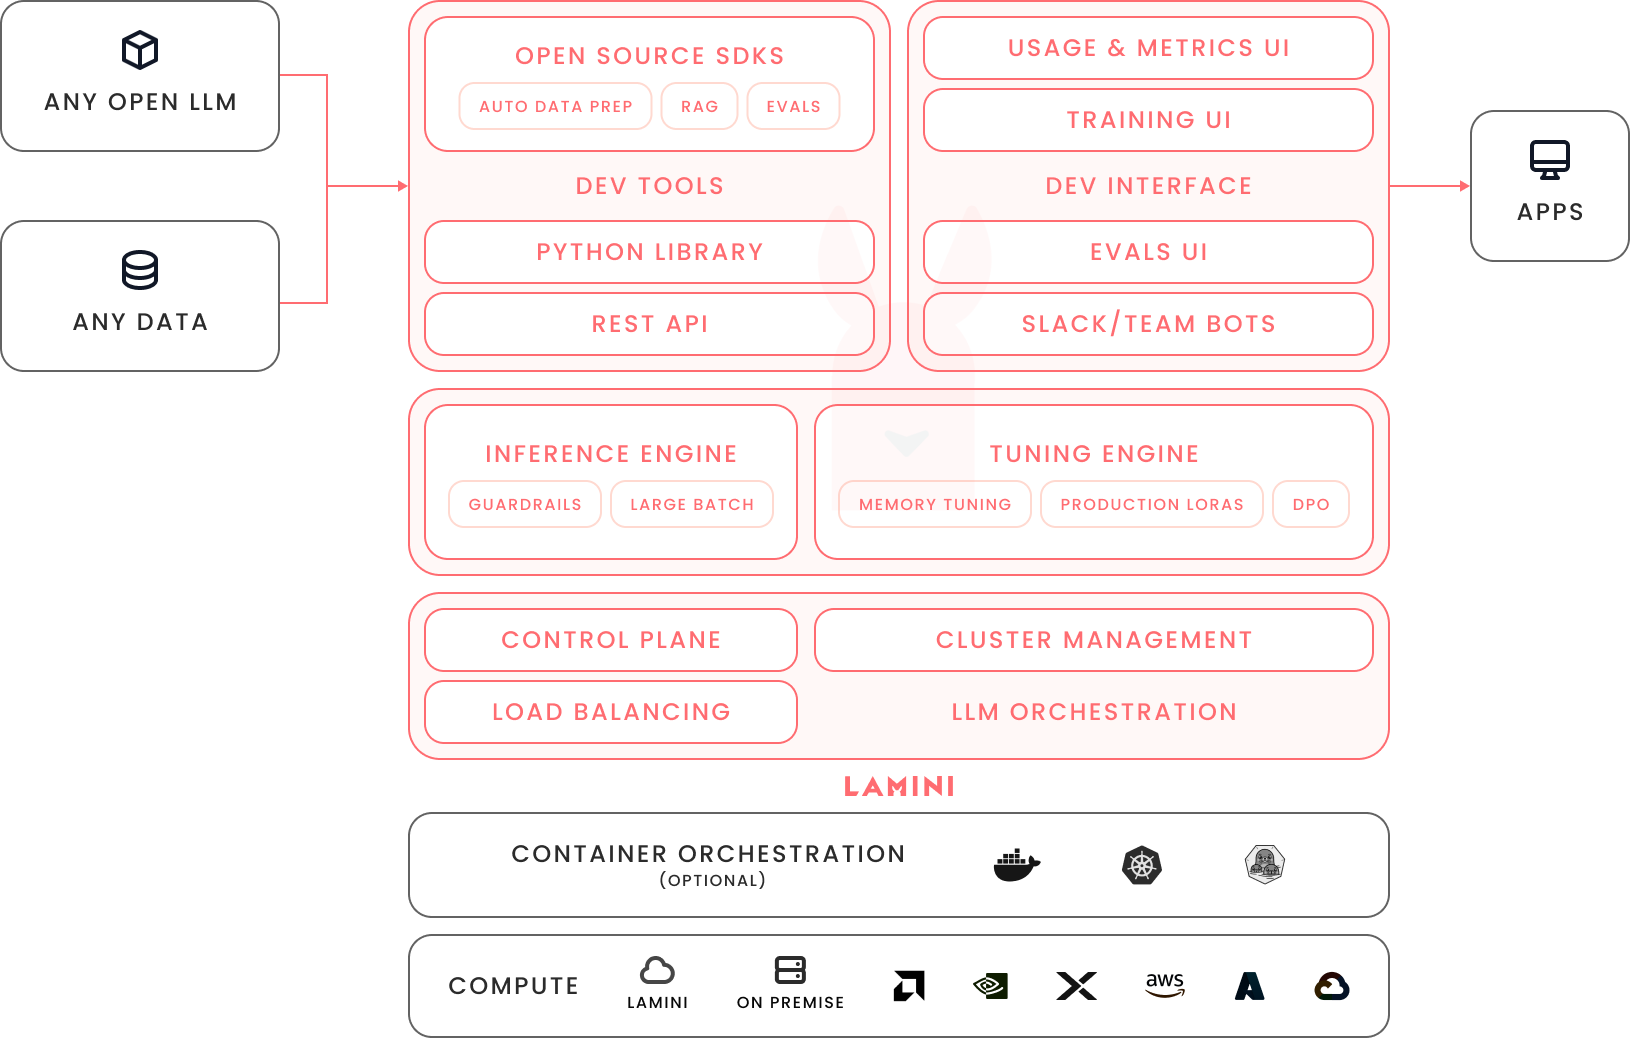 ANY OPEN LLM
ANY DATA
OPEN SOURCE SDKS
AUTO DATA PREP
RAG
EVALS
DEV TOOLS
PYTHON LIBRARY
REST API
USAGE & METRICS UI
TRAINING UI
DEV INTERFACE
EVALS UI
SLACK/TEAM BOTS
APPS
INFERENCE ENGINE
GUARDRAILS
LARGE BATCH
TUNING ENGINE
MEMORY TUNING
PRODUCTION LORAS
DPO
CONTROL PLANE
CLUSTER MANAGEMENT
LOAD BALANCING
LLM ORCHESTRATION
LAMINI
CONTAINER ORCHESTRATION
(OPTIONAL)
COMPUTE
LAMINI
ON PREMISE
aws